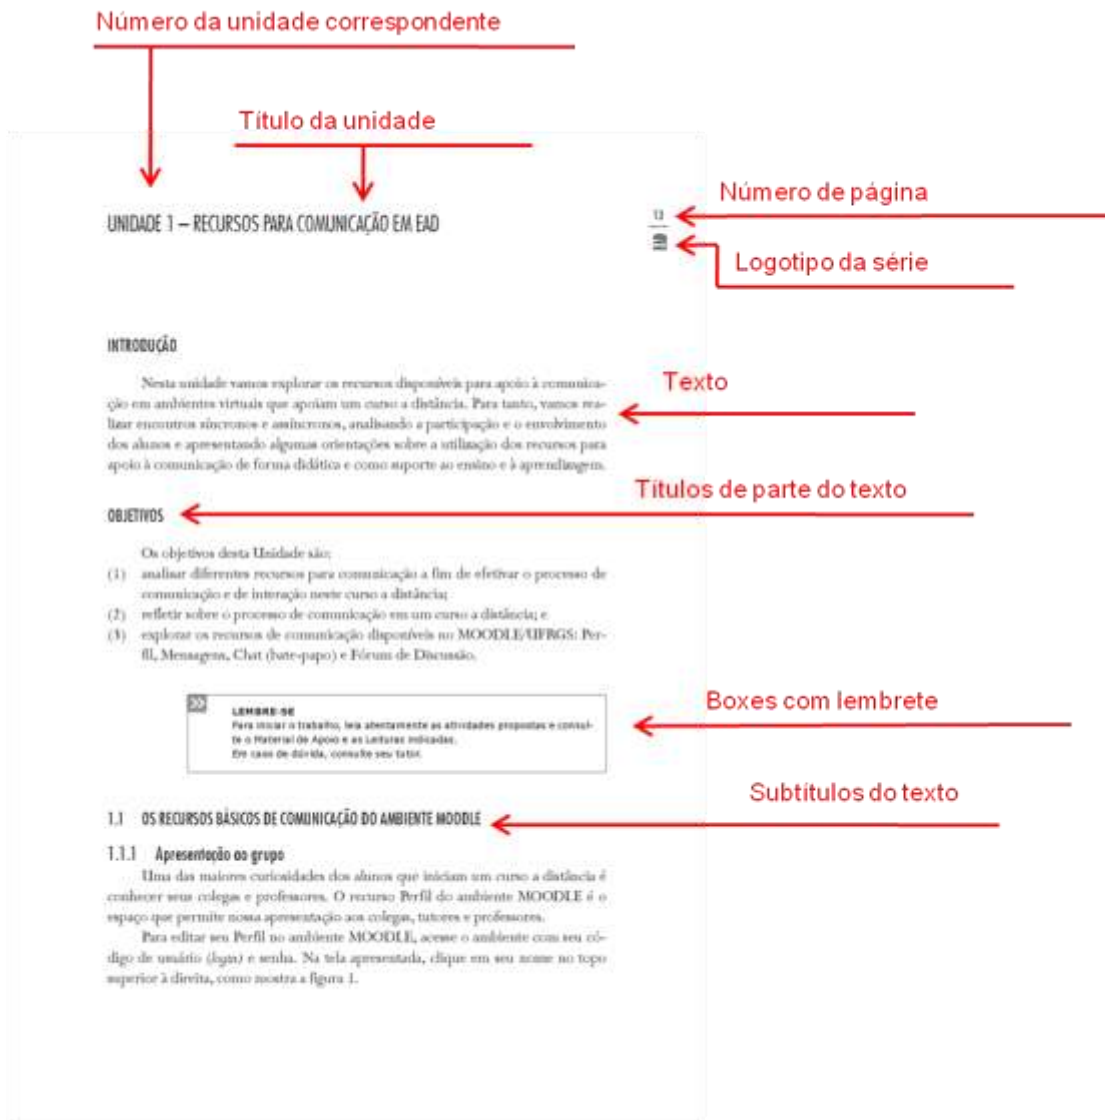 Número da unidade correspondente
Título da unidade
Número de página
UNIDADE 1 – RECURSOS PARA COMUNICAÇÃO EM EAD
13
EAD
Logotipo da série
INTRODUÇÃO
Nesta unidade vamos explorar os recursos disponíveis para apoio à comunica-
ção em ambientes virtuais que apoiam um curso a distância. Para tanto, vamos rea-
lizar encontros síncronos e assíncronos, analisando a participação e o envolvimento
dos alunos e apresentando algumas orientações sobre a utilização dos recursos para
apoio à comunicação de forma didática e como suporte ao ensino e à aprendizagem.
Texto
Títulos de parte do texto
OBJETIVOS
Os objetivos desta Unidade são:
(1) analisar diferentes recursos para comunicação a fim de efetivar o processo de
comunicação e de interação neste curso a distância;
(2) refletir sobre o processo de comunicação em um curso a distância; e
(3) explorar os recursos de comunicação disponíveis no MOODLE/UFRGS: Per-
fil, Mensagens, Chat (bate-papo) e Fórum de Discussão.
Boxes com lembrete
LEMBRE-SE
Para iniciar o trabalho, leia atentamente as atividades propostas e consul-
te o Material de Apoio e as Leituras indicadas.
Em caso de dúvida, consulte seu tutor.
Subtítulos do texto
1.1 OS RECURSOS BÁSICOS DE COMUNICAÇÃO DO AMBIENTE MOODLE
1.1.1 Apresentação ao grupo
Uma das maiores curiosidades dos alunos que iniciam um curso a distância é
conhecer seus colegas e professores. O recurso Perfil do ambiente MOODLE é o
espaço que permite nossa apresentação aos colegas, tutores e professores.
Para editar seu Perfil no ambiente MOODLE, acesse o ambiente com seu có-
digo de usuário (login) e senha. Na tela apresentada, clique em seu nome no topo
superior à direita, como mostra a figura 1.